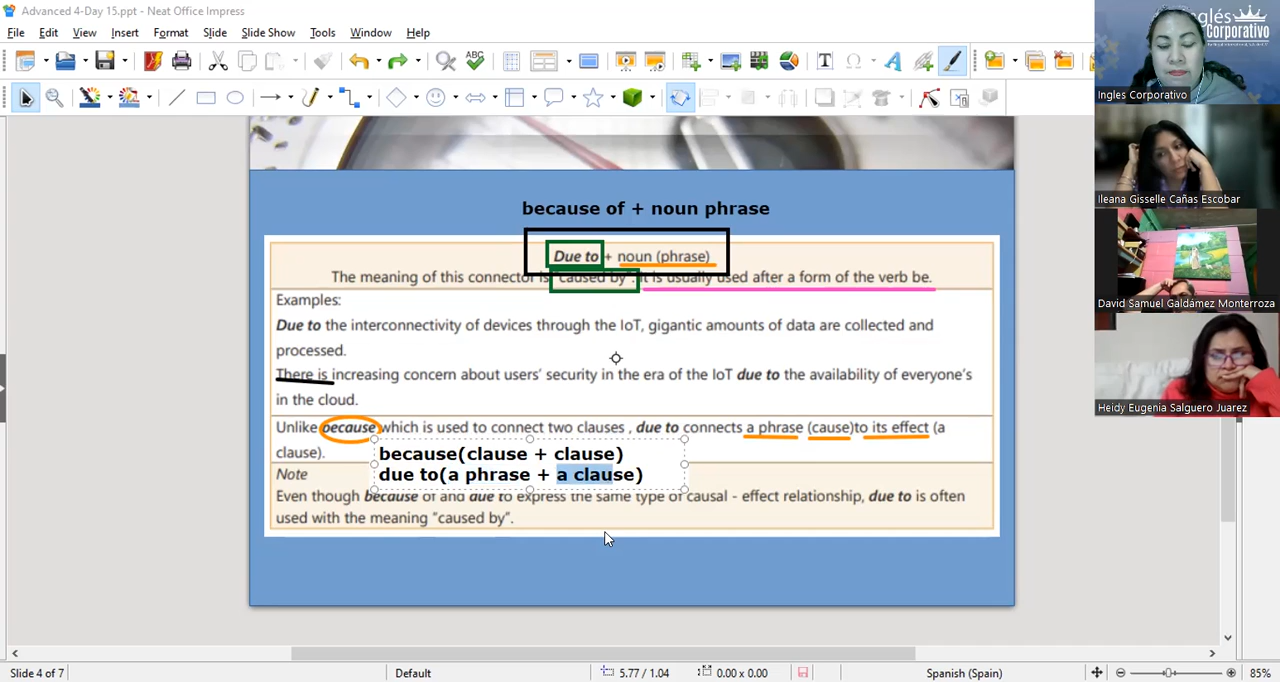 Advanced 4-Day 15.ppt - Neat Office Impress
File Edit View Insert Format Slide Slide Show Tools Window Help
ABC
because of + noun phrase
Due to + noun (phrase)
The meaning of this connector is "caused by". It is usually used after a form of the verb be.
Examples:
Due to the interconnectivity of devices through the IoT, gigantic amounts of data are collected and
processed.
There is increasing concern about users' security in the era of the IoT due to the availability of everyone's
in the cloud.
Unlike because which is used to connect two clauses , due to connects a phrase (cause)to its effect (a
clause).
because(clause + clause)
due to(a phrase + a clause)
Note
Even though because of and due to express the same type of causal - effect relationship, due to is often
used with the meaning "caused by".
Slide 4 of 7
Default
5.77 / 1.04
0.00 x 0.00
Spanish (Spain)
85%
Inglés
Corporativo
Ingles Corporativo
Ileana Gisselle Cañas Escobar
David Samuel Galdámez Monterroza
Heidy Eugenia Salguero Juarez